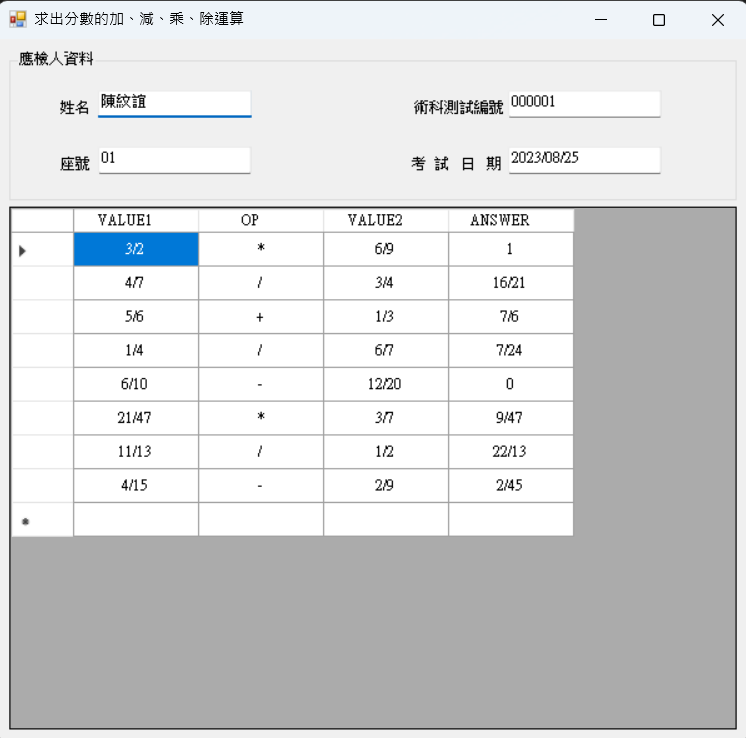 求出分數的加、減、乘、除運算
應檢人資料
姓名 陳紋誼 術科測試編號 000001
座號 01 考 試 日 期 2023/08/25
VALUE1 OP VALUE2 ANSWER
3/2 * 6/9 1
4/7 / 3/4 16/21
5/6 + 1/3 7/6
1/4 / 6/7 7/24
6/10 - 12/20 0
21/47 * 3/7 9/47
11/13 / 1/2 22/13
4/15 - 2/9 2/45